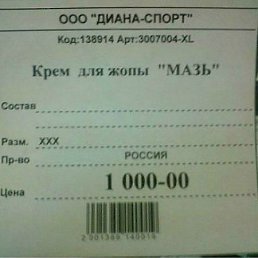 ООО "ДИАНА-СПОРТ"
Код:138914 Арт:3007004-XL
Крем для жопы "МАЗЬ"
Состав
Разм. XXX
Пр-во РОССИЯ
Цена 1 000-00
2001389140019